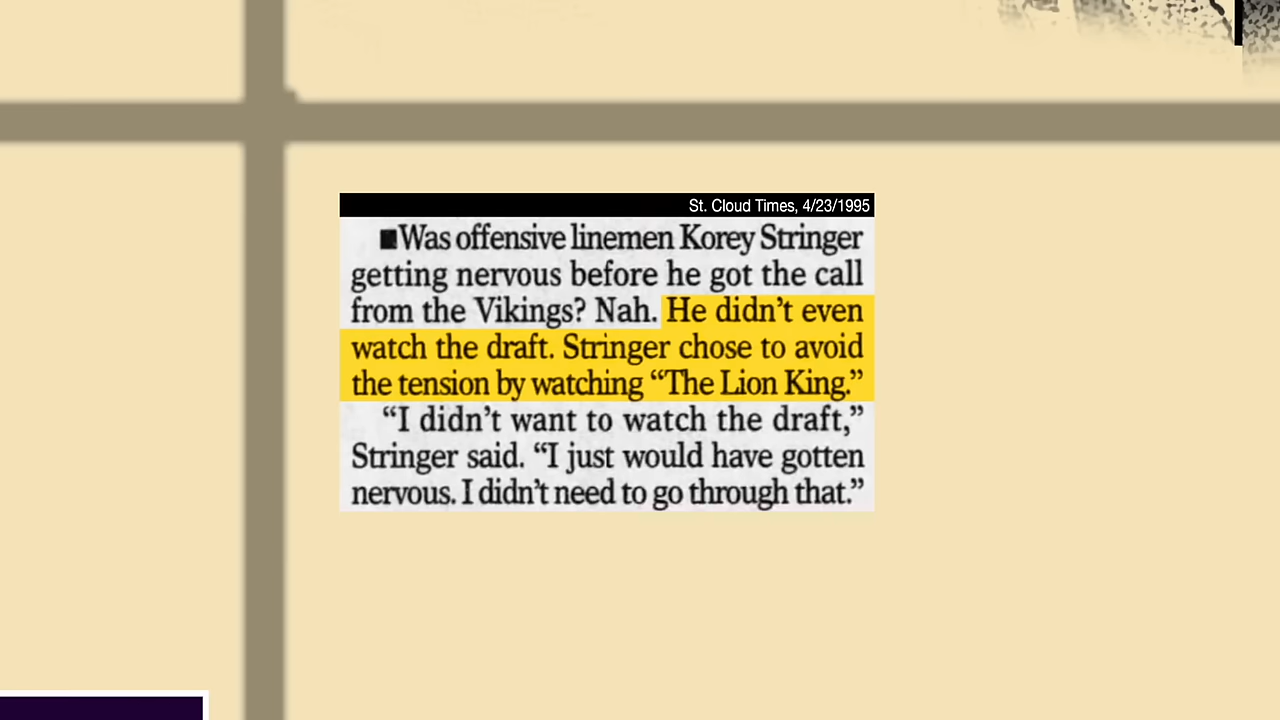 St. Cloud Times, 4/23/1995
■Was offensive linemen Korey Stringer
getting nervous before he got the call
from the Vikings? Nah. He didn’t even
watch the draft. Stringer chose to avoid
the tension by watching “The Lion King.”
“I didn’t want to watch the draft,”
Stringer said. “I just would have gotten
nervous. I didn’t need to go through that.”